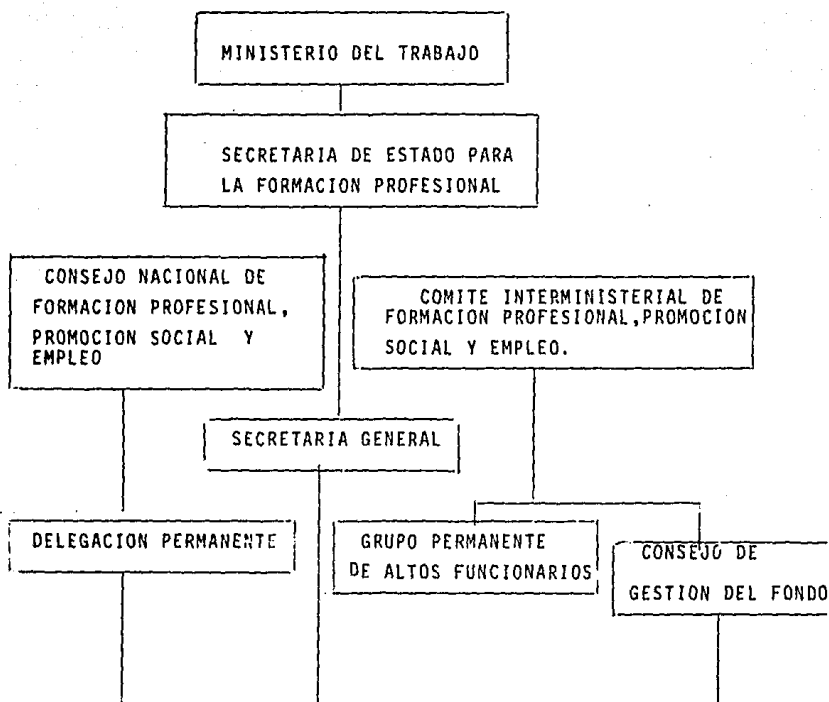 MINISTERIO DEL TRABAJO
SECRETARIA DE ESTADO PARA
LA FORMACION PROFESIONAL
CONSEJO NACIONAL DE
FORMACION PROFESIONAL,
PROMOCION SOCIAL Y
EMPLEO
COMITE INTERMINISTERIAL DE
FORMACION PROFESIONAL,PROMOCION
SOCIAL Y EMPLEO.
SECRETARIA GENERAL
DELEGACION PERMANENTE
GRUPO PERMANENTE
DE ALTOS FUNCIONARIOS
CONSEJO DE
GESTION DEL FONDO